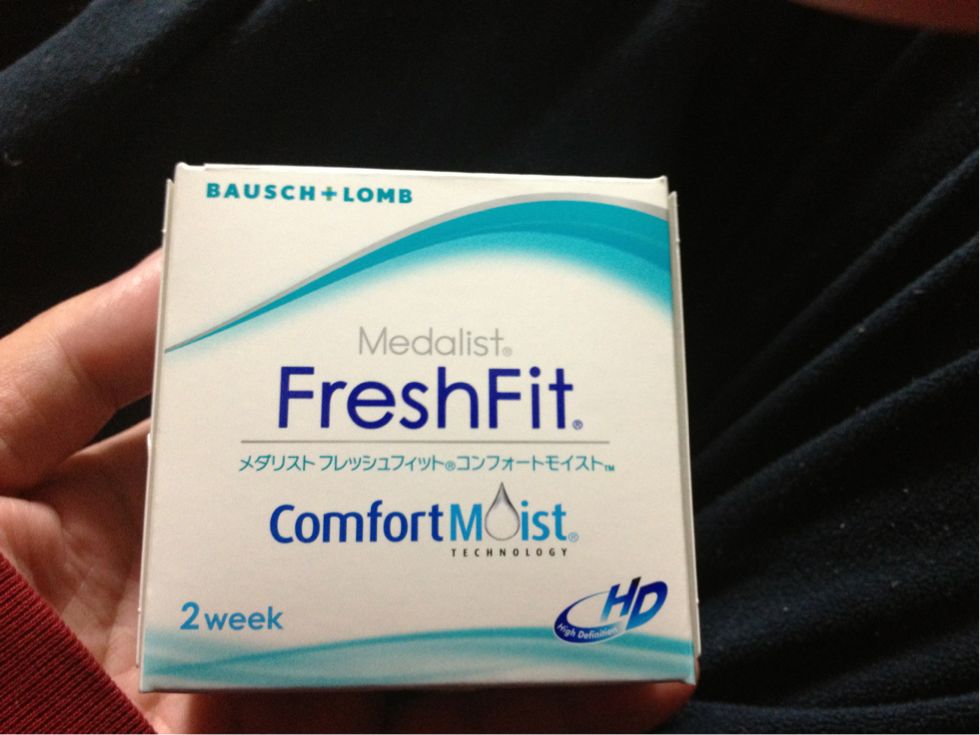 BAUSCH+LOMB
Medalist®
FreshFit®
メダリスト フレッシュフィット®コンフォートモイスト™
ComfortMoist®
TECHNOLOGY
2 week
HD
High Definition